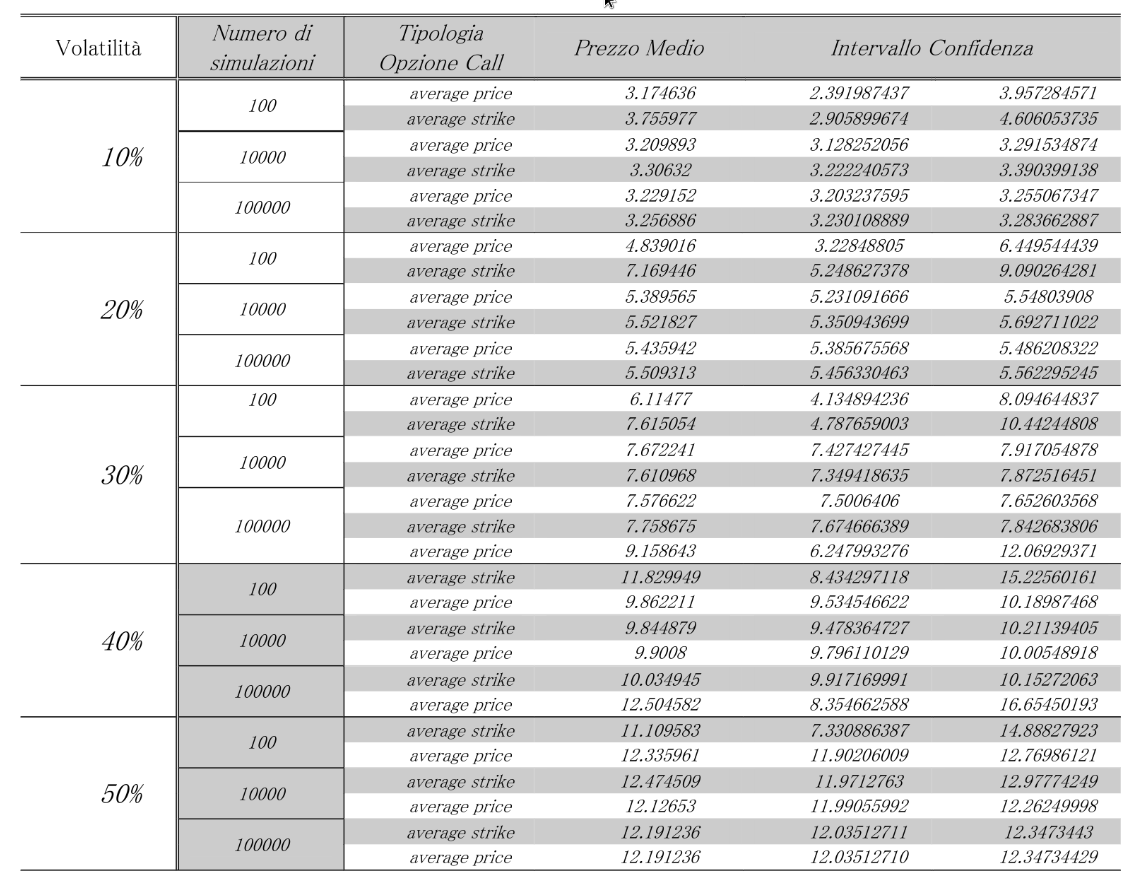 Volatilità Numero di simulazioni Tipologia Opzione Call Prezzo Medio Intervallo Confidenza
10% 100 average price 3.174636 2.391987437 3.957284571
average strike 3.755977 2.905899674 4.606053735
10000 average price 3.209893 3.128252056 3.291534874
average strike 3.30632 3.222240573 3.390399138
100000 average price 3.229152 3.203237595 3.255067347
average strike 3.256886 3.230108889 3.283662887
20% 100 average price 4.839016 3.22848805 6.449544439
average strike 7.169446 5.248627378 9.090264281
10000 average price 5.389565 5.231091666 5.54803908
average strike 5.521827 5.350943699 5.692711022
100000 average price 5.435942 5.385675568 5.486208322
average strike 5.509313 5.456330463 5.562295245
30% 100 average price 6.11477 4.134894236 8.094644837
average strike 7.615054 4.787659003 10.44244808
10000 average price 7.672241 7.427427445 7.917054878
average strike 7.610968 7.349418635 7.872516451
100000 average price 7.576622 7.5006406 7.652603568
average strike 7.758675 7.674666389 7.842683806
average price 9.158643 6.247993276 12.06929371
40% 100 average strike 11.829949 8.434297118 15.22560161
average price 9.862211 9.534546622 10.18987468
10000 average strike 9.844879 9.478364727 10.21139405
average price 9.9008 9.796110129 10.00548918
100000 average strike 10.034945 9.917169991 10.15272063
average price 12.504582 8.354662588 16.65450193
50% 100 average strike 11.109583 7.330886387 14.88827923
average price 12.335961 11.90206009 12.76986121
10000 average strike 12.474509 11.9712763 12.97774249
average price 12.12653 11.99055992 12.26249998
100000 average strike 12.191236 12.03512711 12.3473443
average price 12.191236 12.03512710 12.34734429